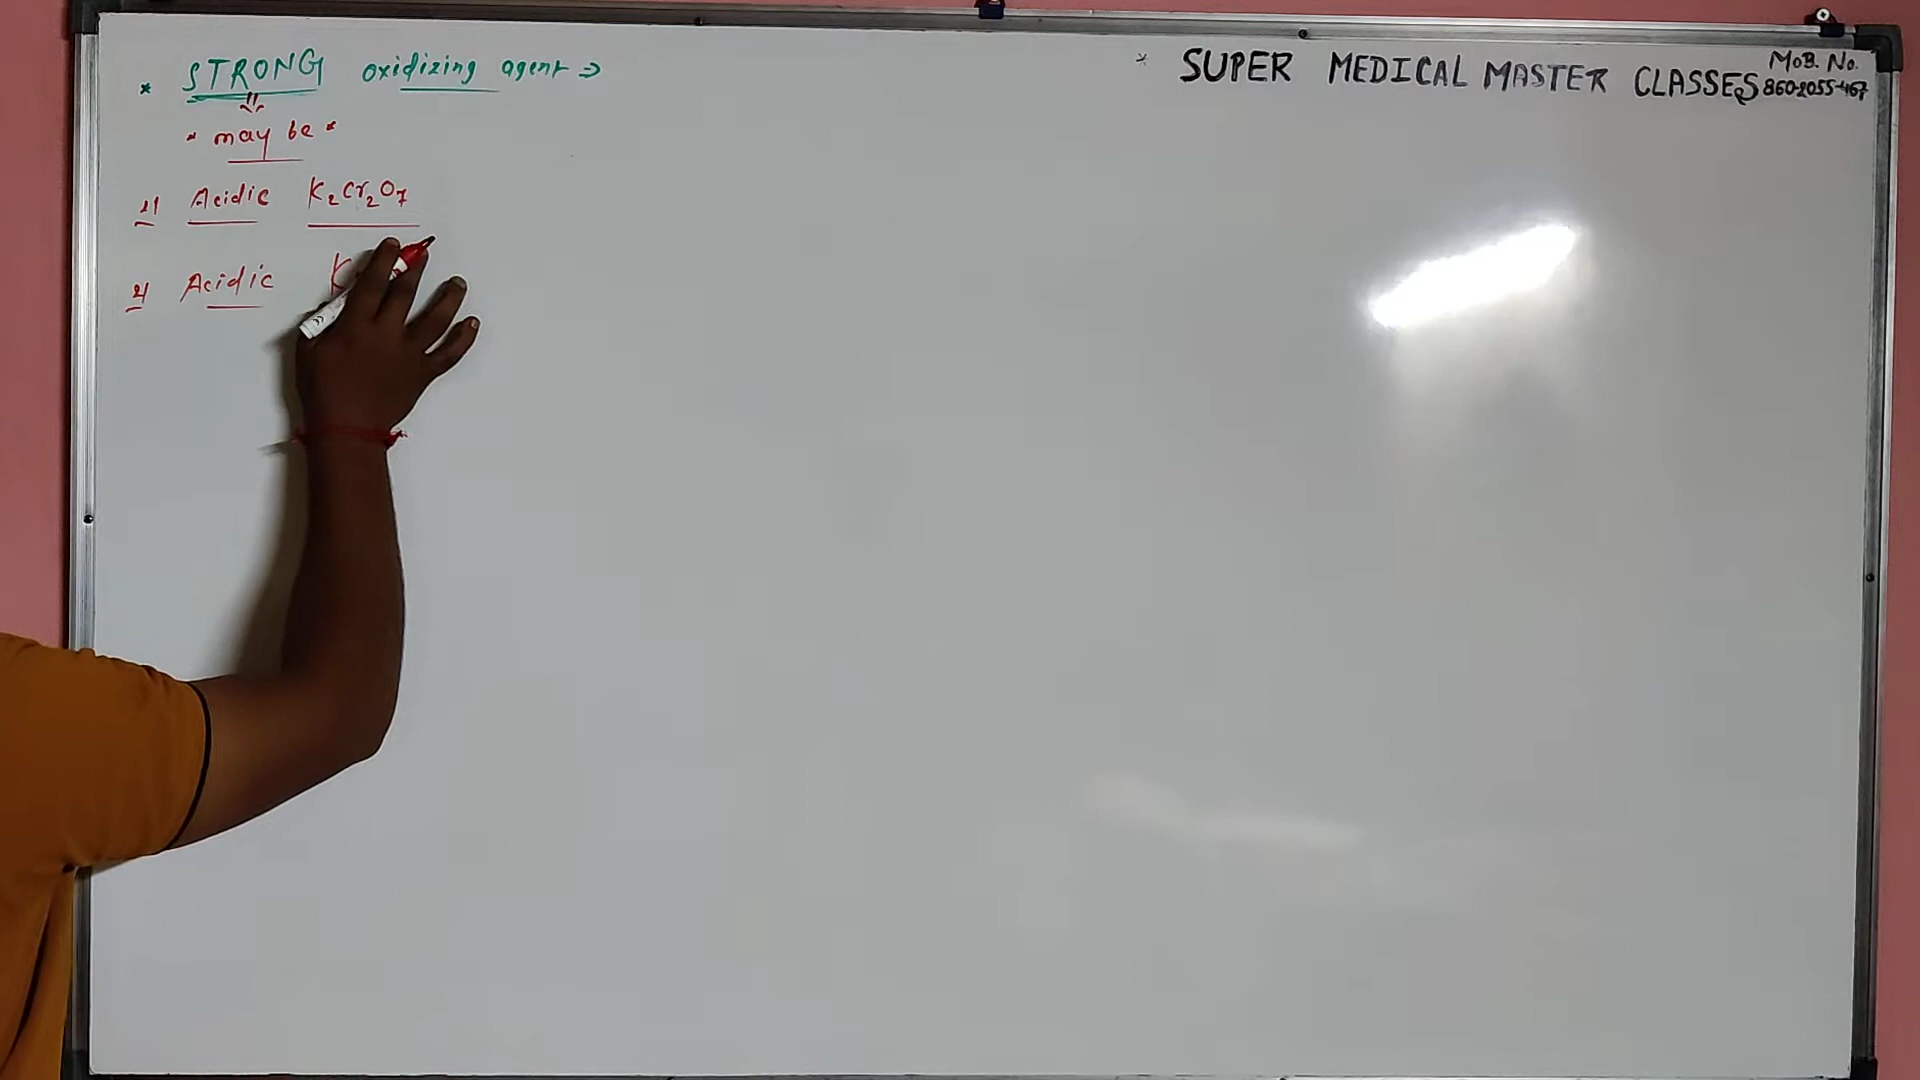 * STRONG oxidizing agent ⇒
* may be *
1) Acidic K₂Cr₂O₇
2) Acidic K
* SUPER MEDICAL MASTER CLASSES
MOB. No.
860-2055-467